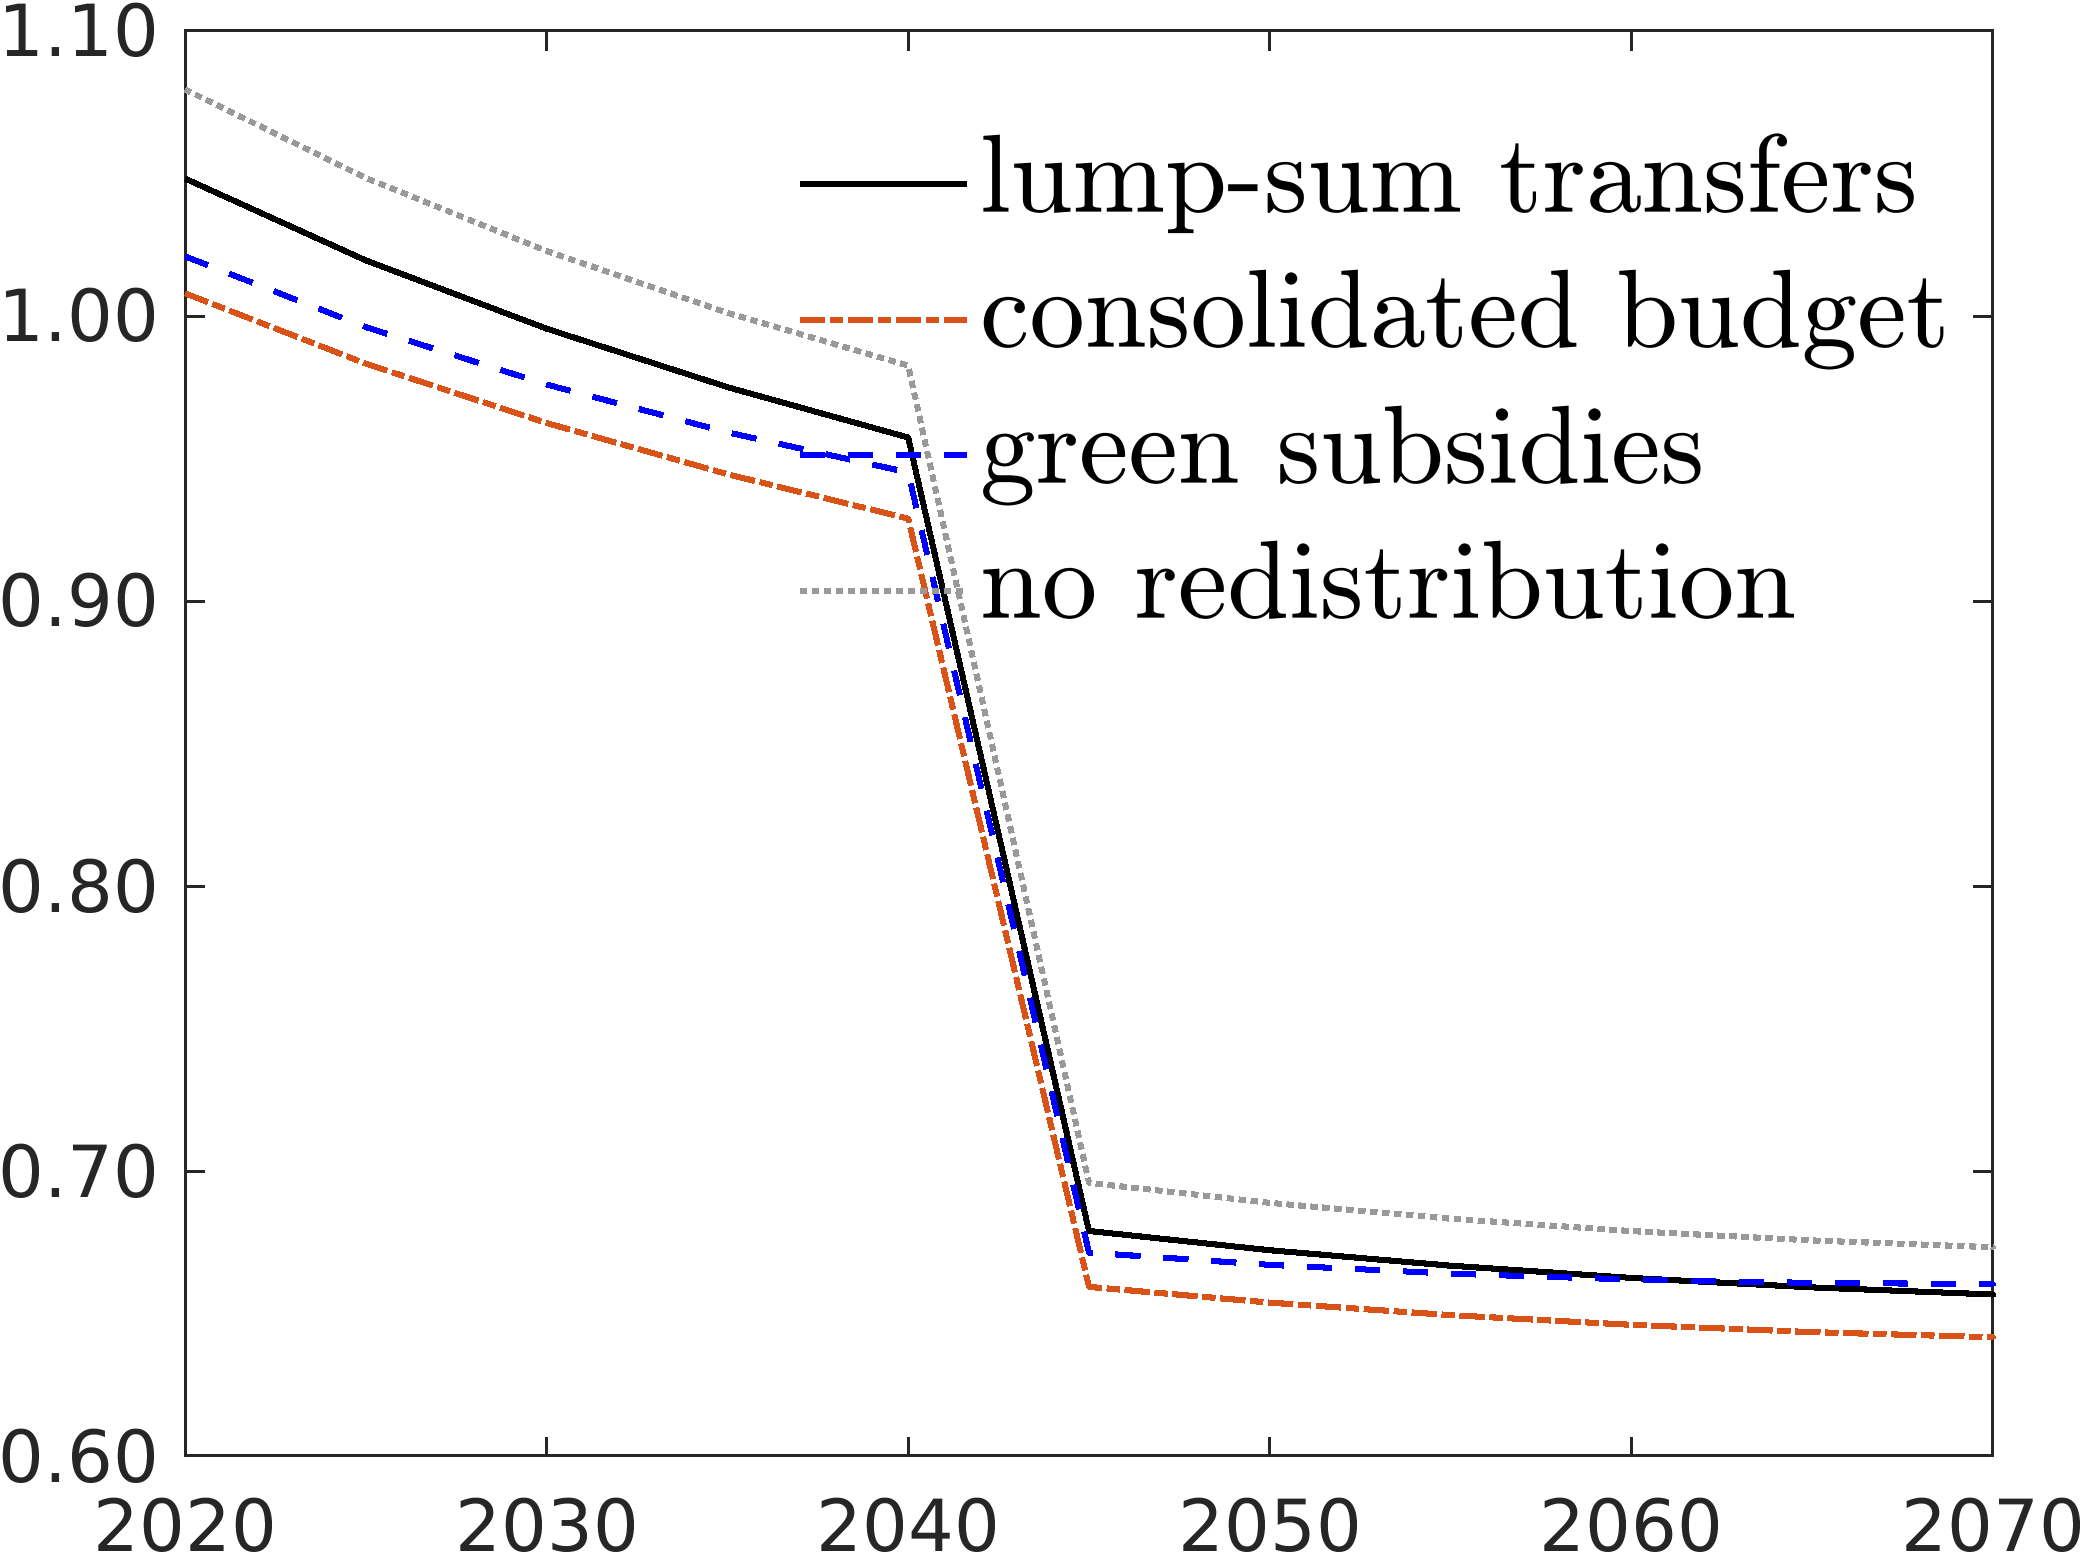 1.10
1.00
0.90
0.80
0.70
0.60
lump-sum transfers
consolidated budget
green subsidies
no redistribution
2020 2030 2040 2050 2060 2070